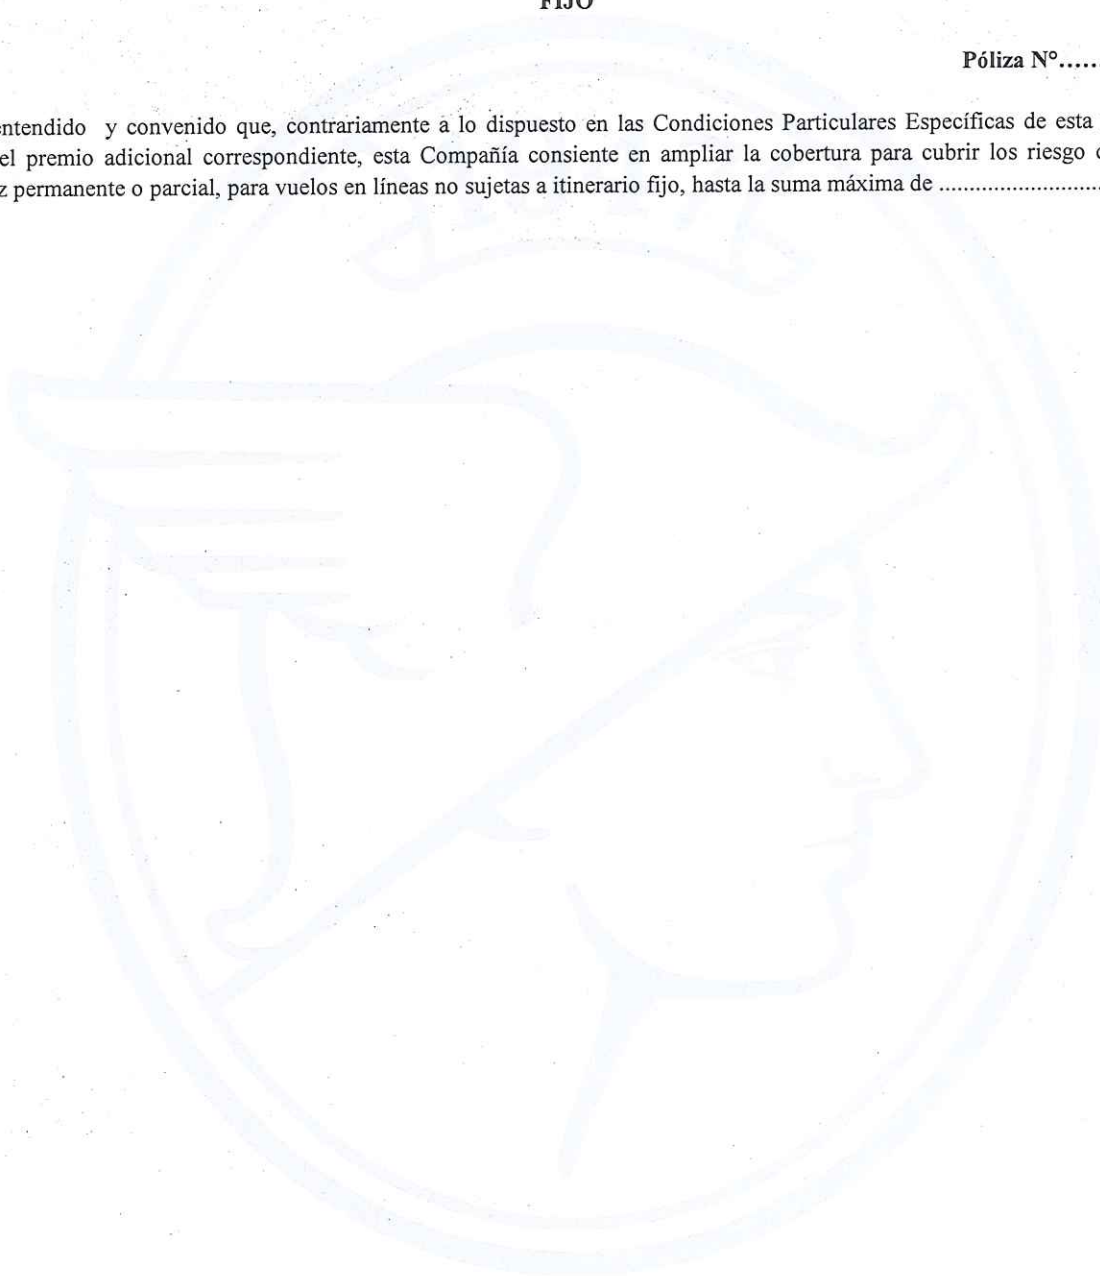 FIJO
Póliza Nº.....
ntendido y convenido que, contrariamente a lo dispuesto en las Condiciones Particulares Específicas de esta
el premio adicional correspondiente, esta Compañía consiente en ampliar la cobertura para cubrir los riesgo
z permanente o parcial, para vuelos en líneas no sujetas a itinerario fijo, hasta la suma máxima de ...........................